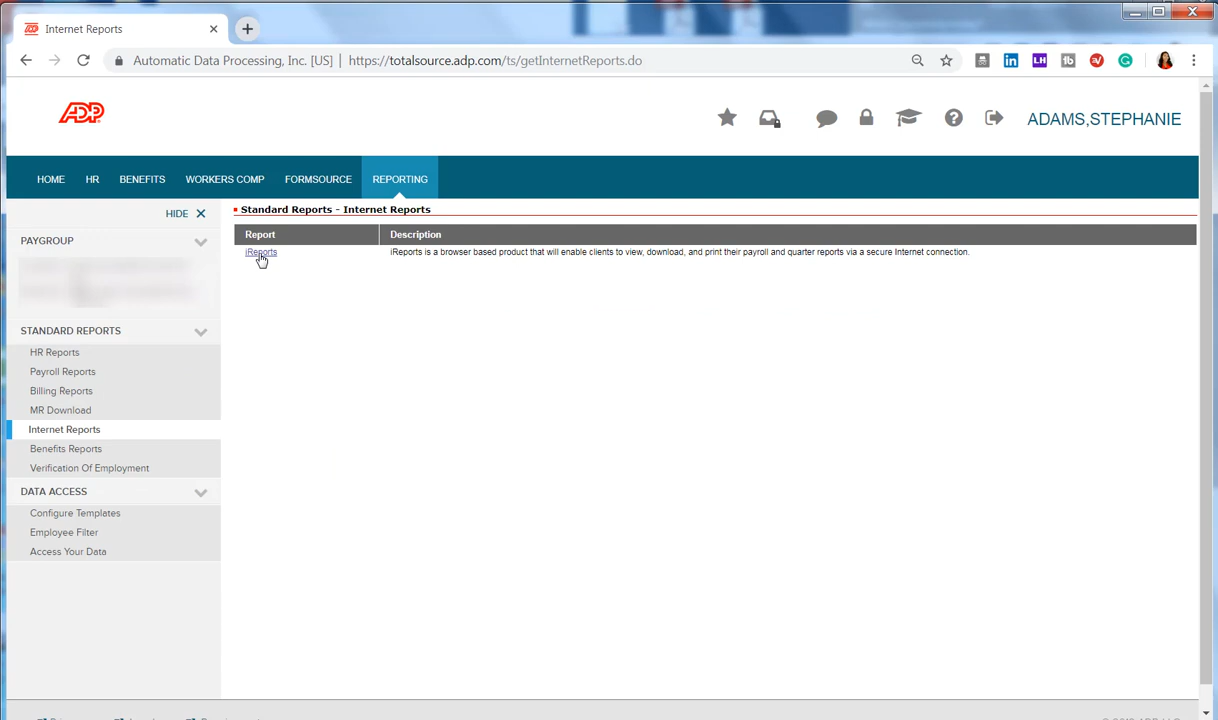 Internet Reports
Automatic Data Processing, Inc. [US] | https://totalsource.adp.com/ts/getInternetReports.do
LH
ADP
ADAMS,STEPHANIE
HOME HR BENEFITS WORKERS COMP FORMSOURCE REPORTING
HIDE X
Standard Reports - Internet Reports
PAYGROUP
Report Description
iReports iReports is a browser based product that will enable clients to view, download, and print their payroll and quarter reports via a secure Internet connection.
STANDARD REPORTS
HR Reports
Payroll Reports
Billing Reports
MR Download
Internet Reports
Benefits Reports
Verification Of Employment
DATA ACCESS
Configure Templates
Employee Filter
Access Your Data